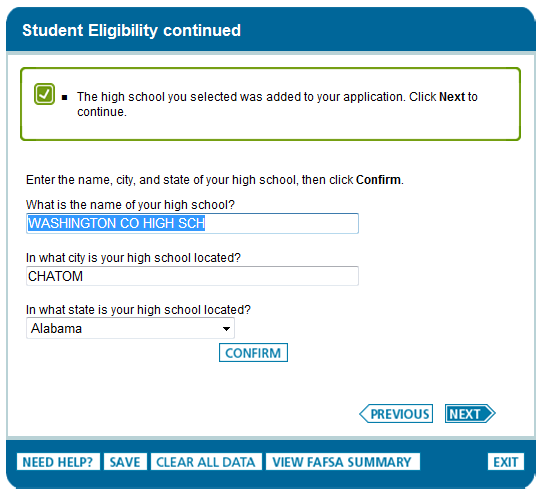 Student Eligibility continued
The high school you selected was added to your application. Click Next to
continue.
Enter the name, city, and state of your high school, then click Confirm.
What is the name of your high school?
WASHINGTON CO HIGH SCH
In what city is your high school located?
CHATOM
In what state is your high school located?
Alabama
CONFIRM
PREVIOUS NEXT
NEED HELP? SAVE CLEAR ALL DATA VIEW FAFSA SUMMARY EXIT